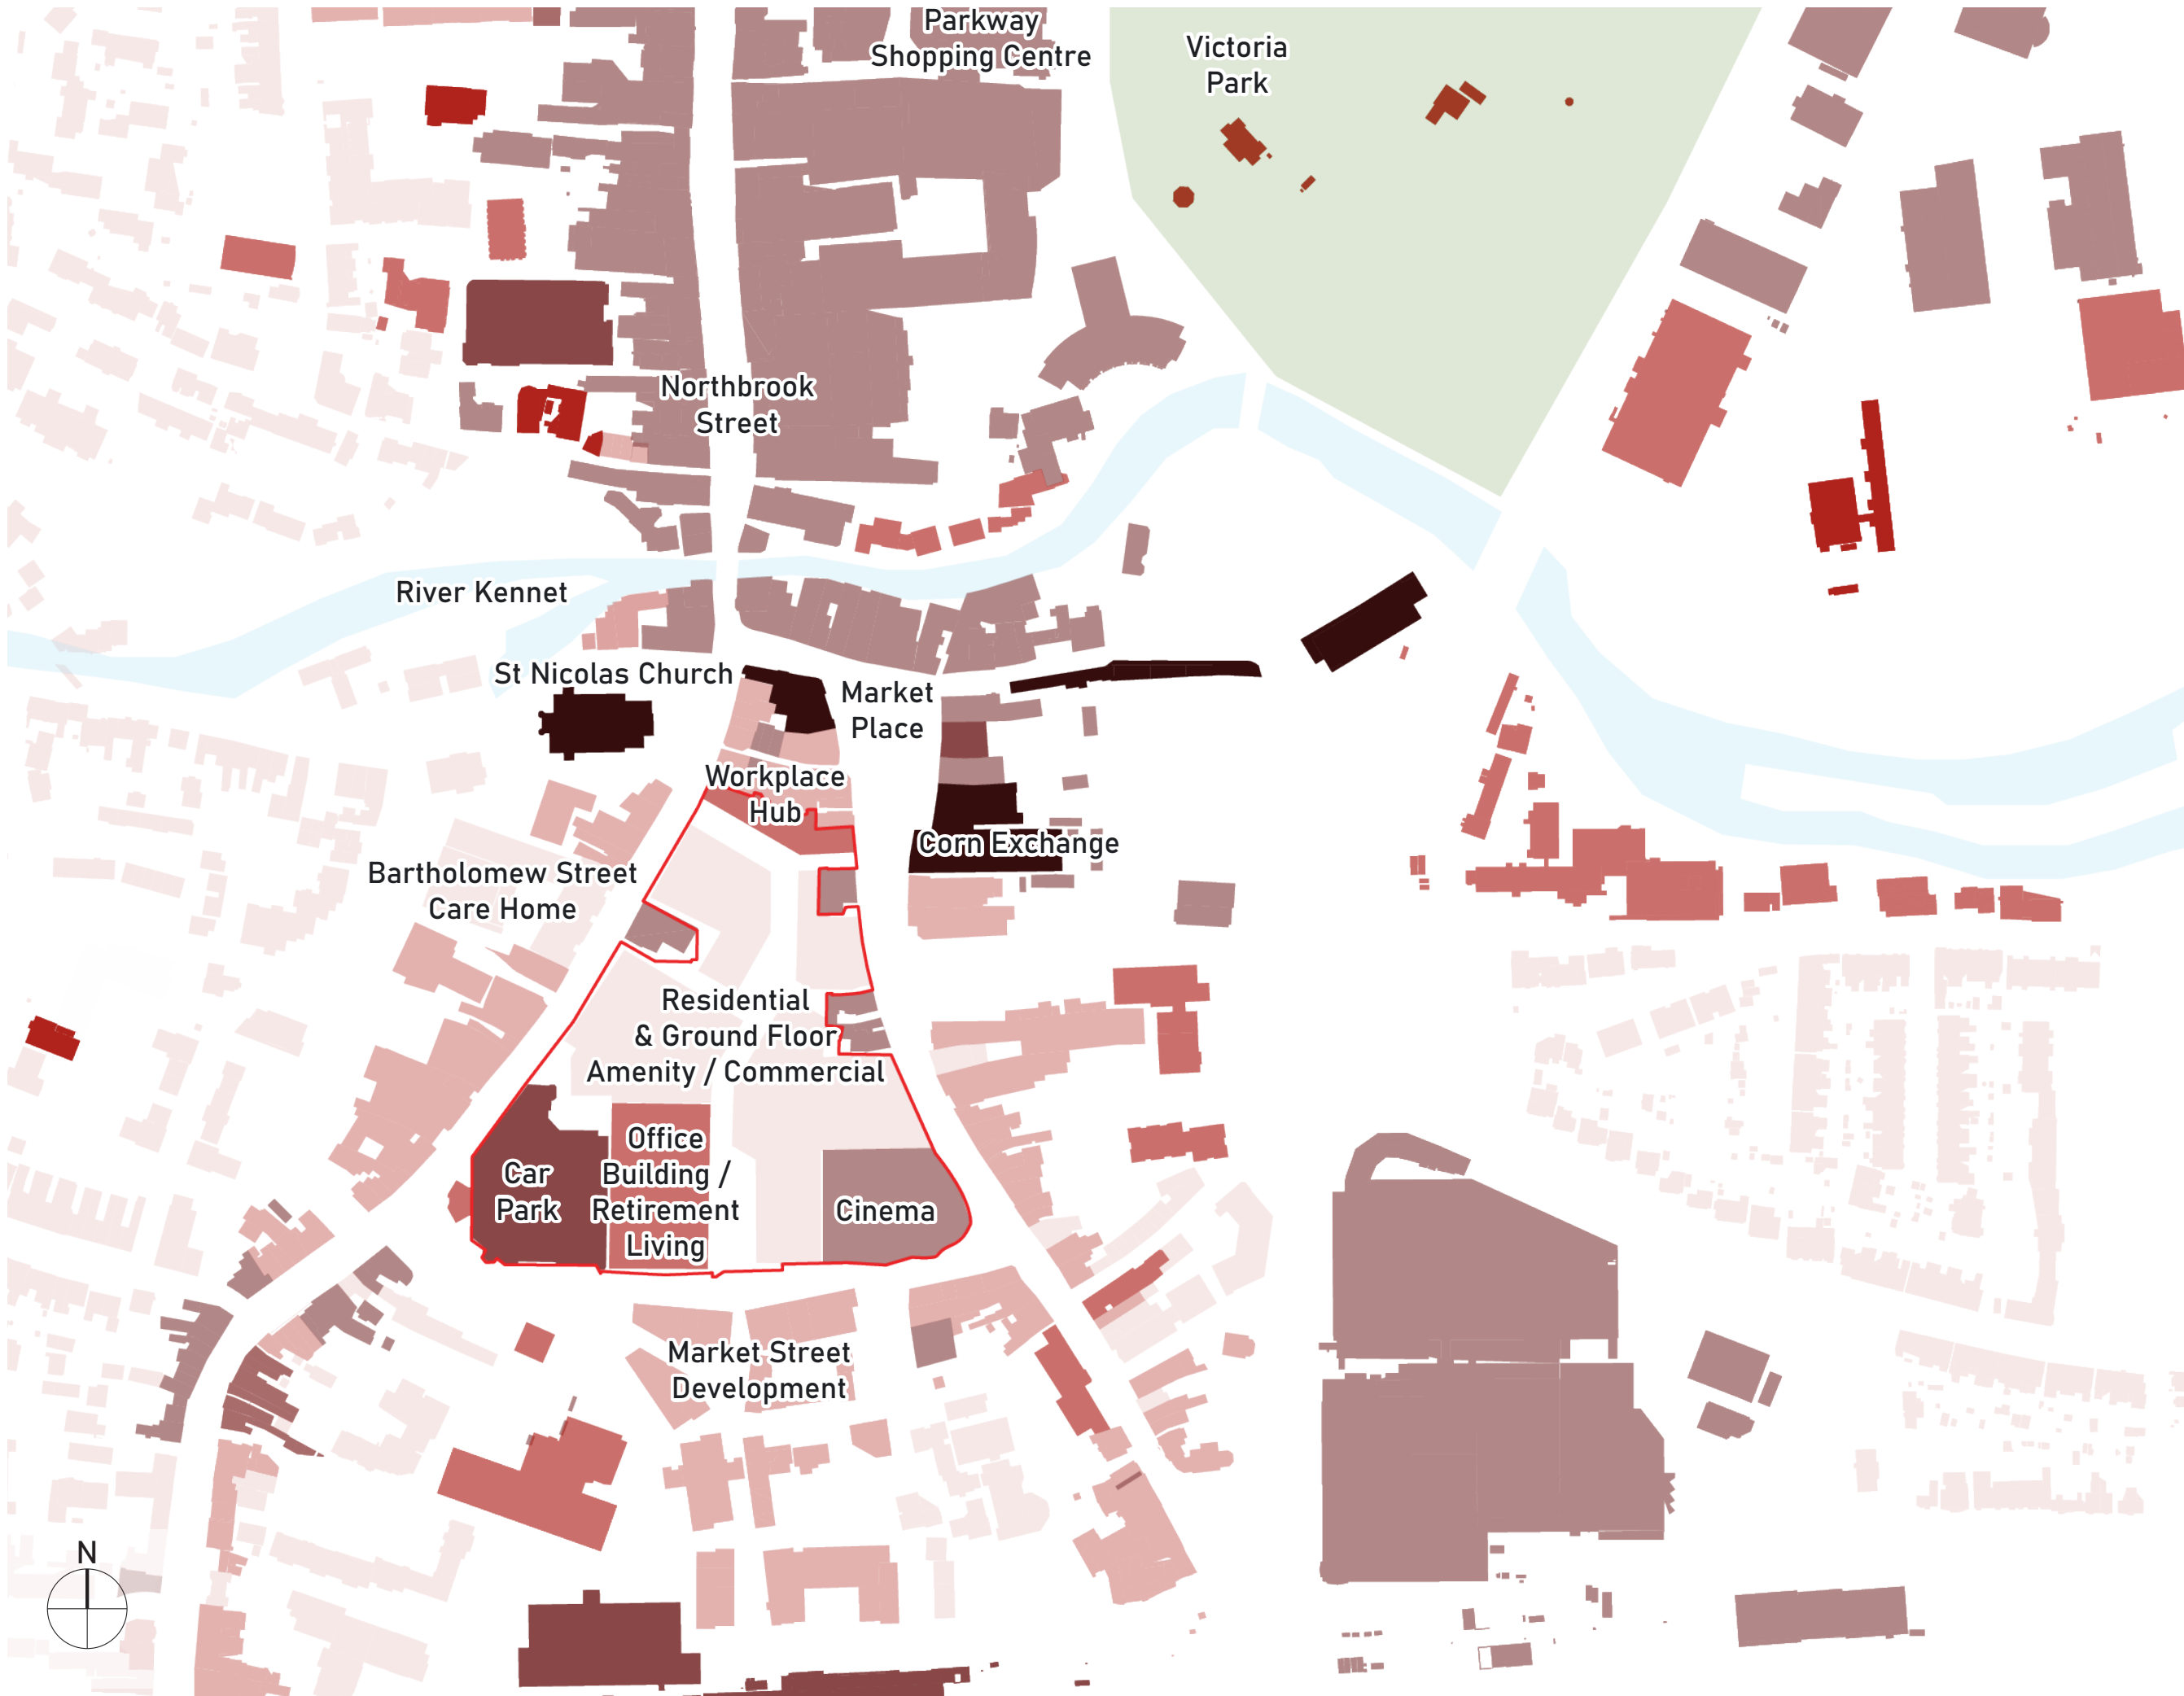 Parkway
Shopping Centre
Victoria
Park
Northbrook
Street
River Kennet
St Nicolas Church
Market
Place
Workplace
Hub
Corn Exchange
Bartholomew Street
Care Home
Residential
& Ground Floor
Amenity / Commercial
Office
Building /
Retirement
Living
Car
Park
Cinema
Market Street
Development
N